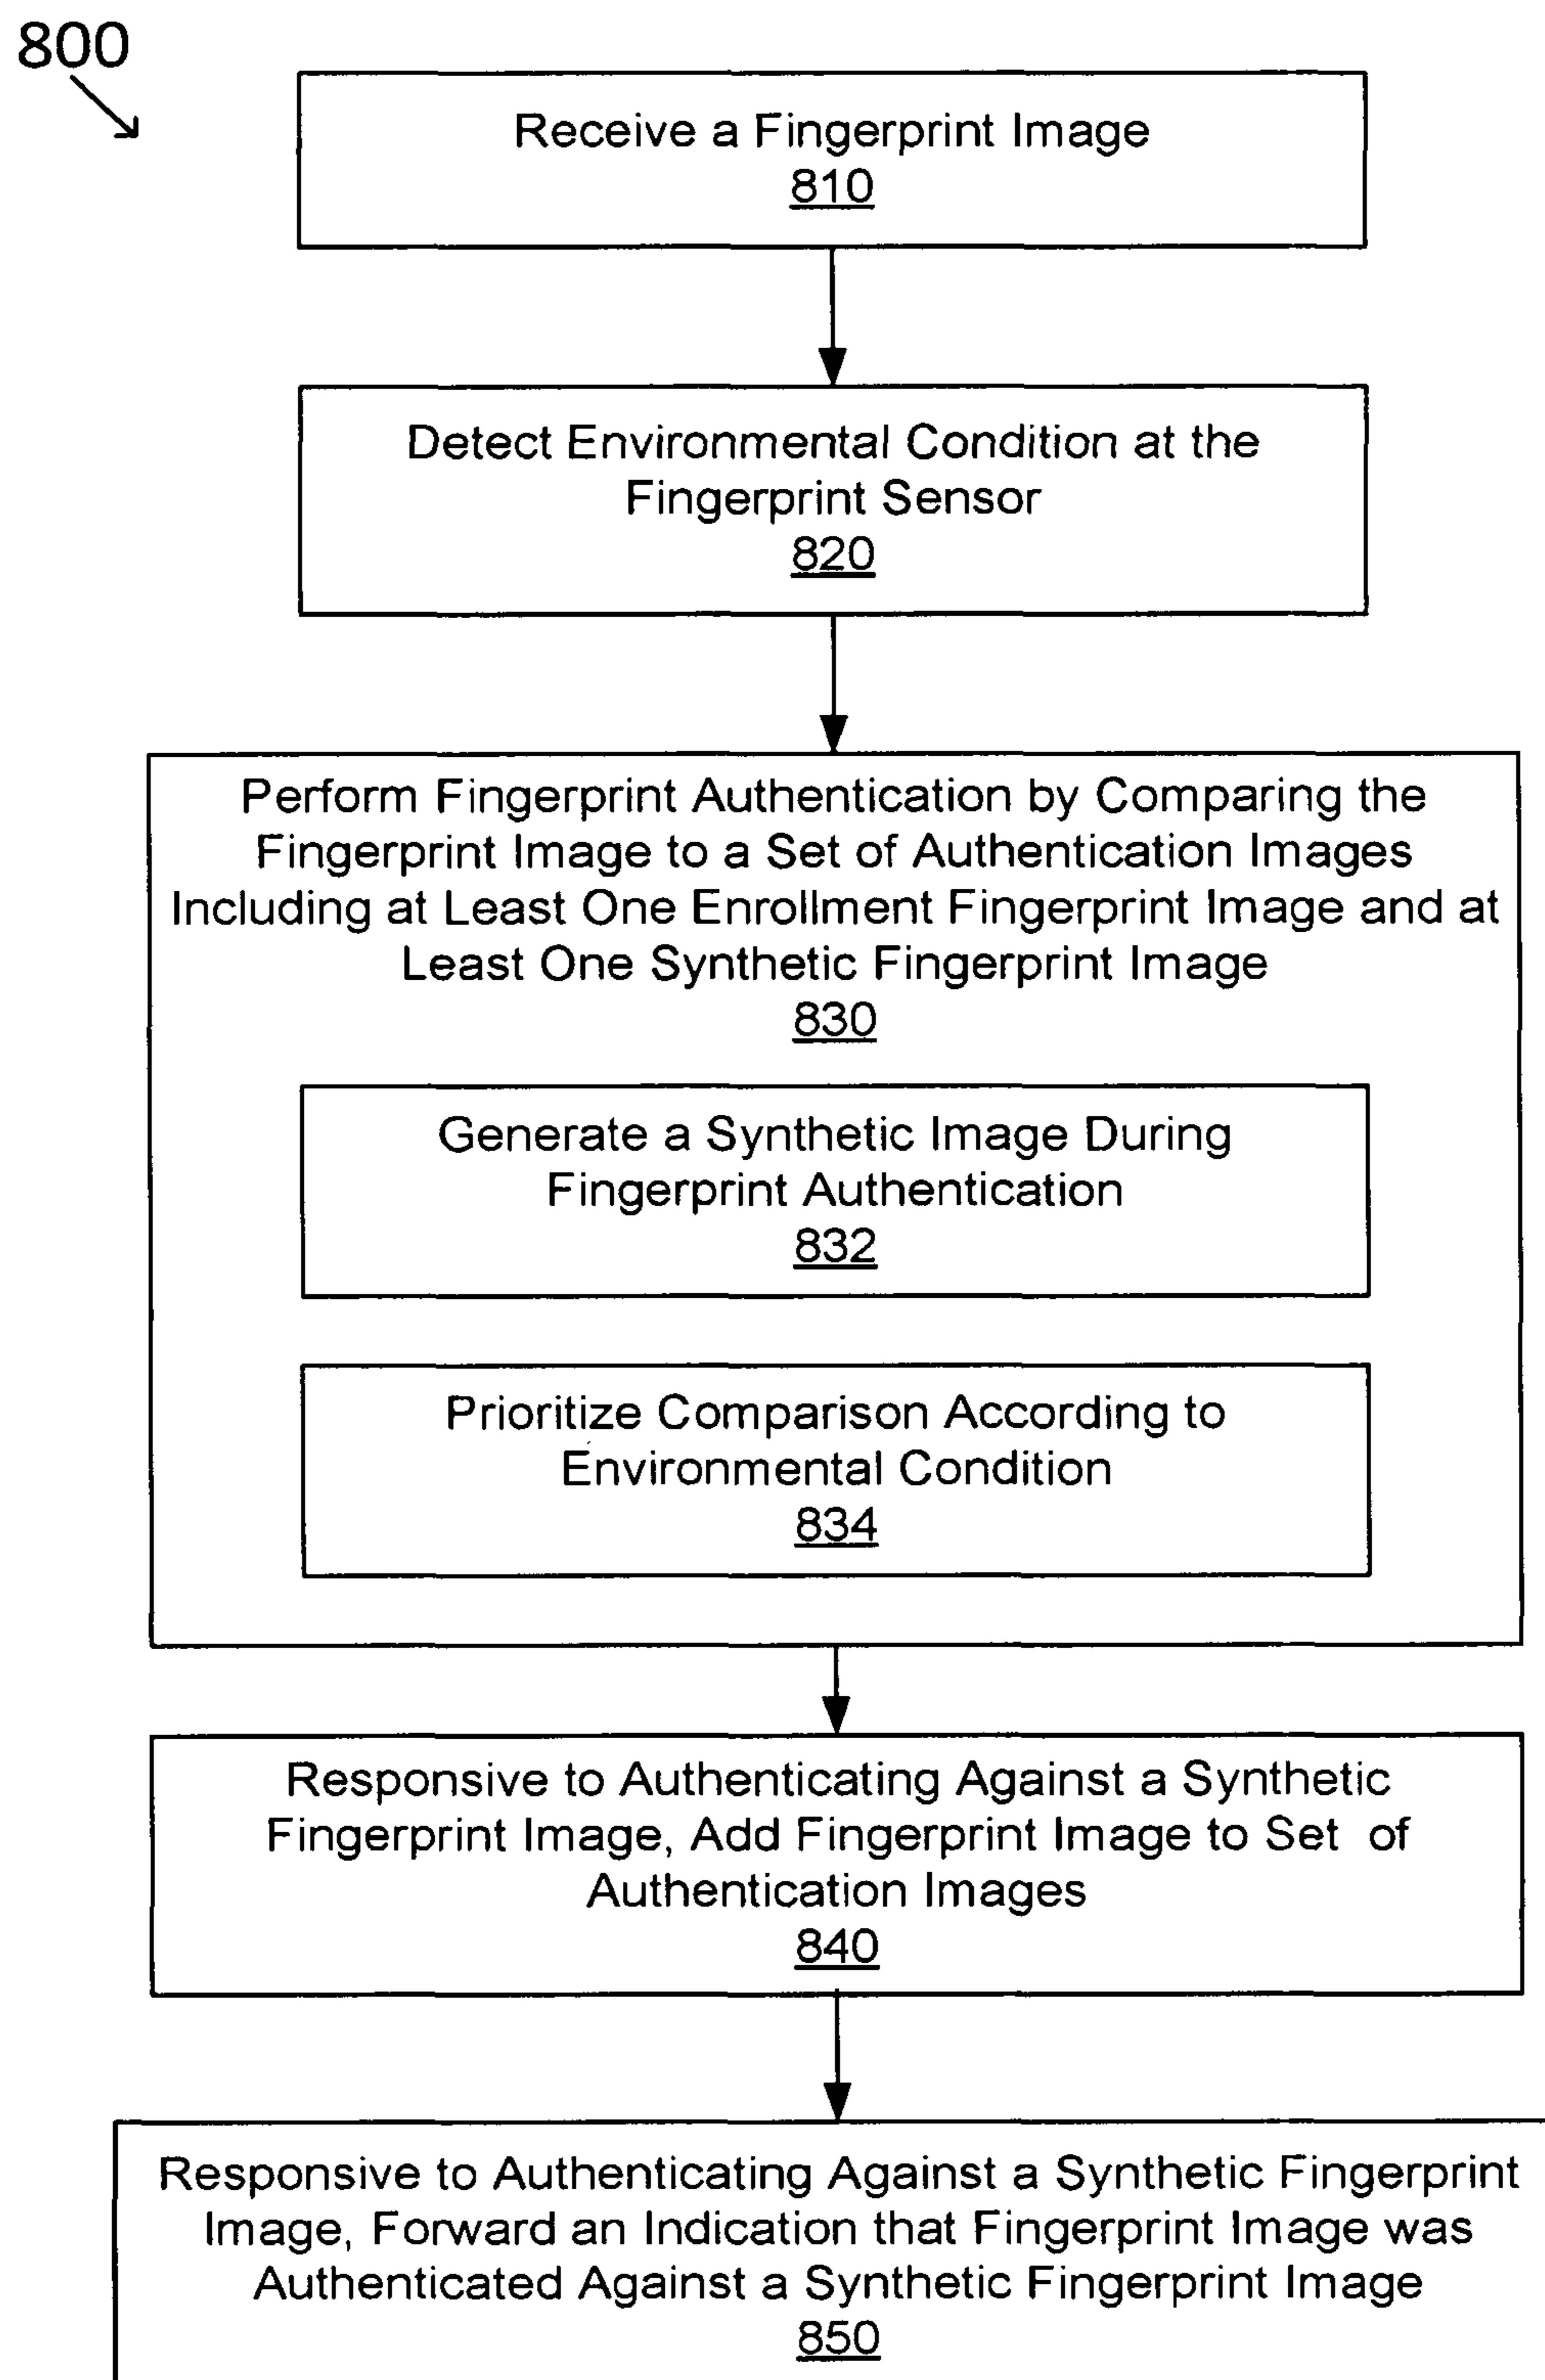 800
Receive a Fingerprint Image
810
Detect Environmental Condition at the
Fingerprint Sensor
820
Perform Fingerprint Authentication by Comparing the
Fingerprint Image to a Set of Authentication Images
Including at Least One Enrollment Fingerprint Image and at
Least One Synthetic Fingerprint Image
830
Generate a Synthetic Image During
Fingerprint Authentication
832
Prioritize Comparison According to
Environmental Condition
834
Responsive to Authenticating Against a Synthetic
Fingerprint Image, Add Fingerprint Image to Set of
Authentication Images
840
Responsive to Authenticating Against a Synthetic Fingerprint
Image, Forward an Indication that Fingerprint Image was
Authenticated Against a Synthetic Fingerprint Image
850